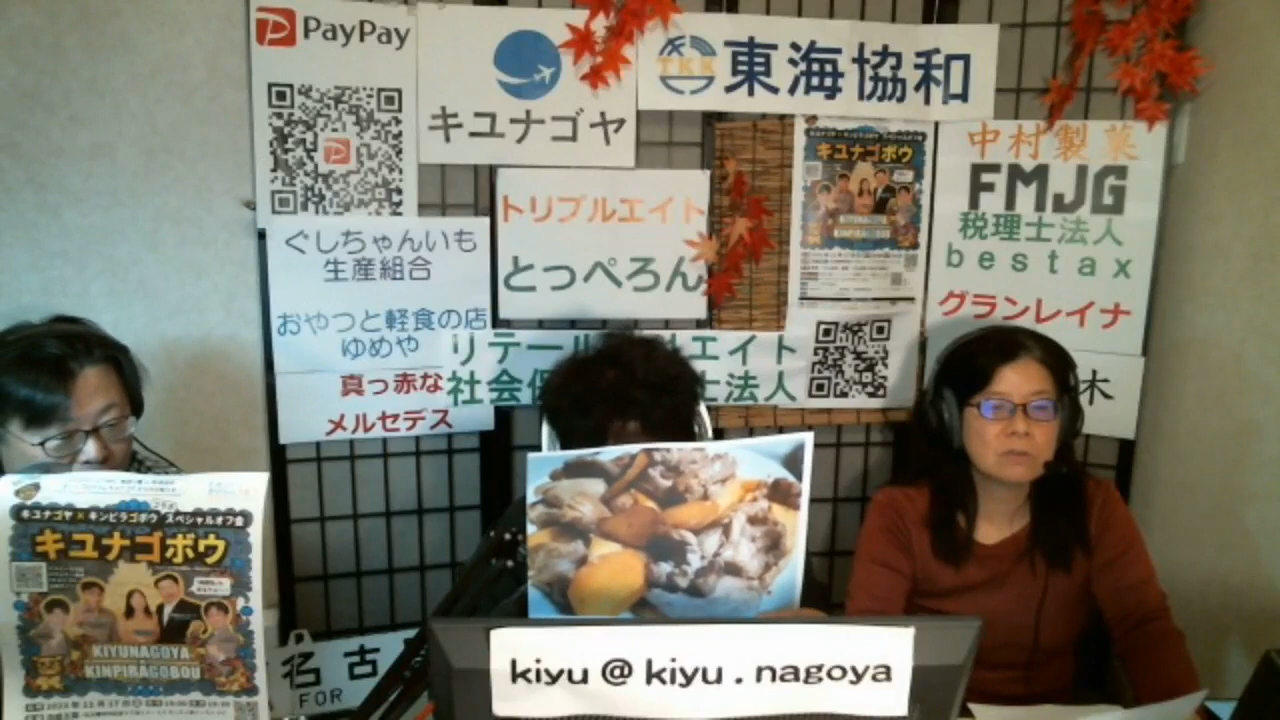 PayPay
キユナゴヤ
TKK 東海協和
トリプルエイト
とっぺろん
ぐしちゃんいも
生産組合
おやつと軽食の店
ゆめや
真っ赤な
メルセデス
リテール
エイト
社会保
士法人
キユナゴボウ
KIYUNAGOYA
KINPIRAGOBOU
中村製菓
FMJG
税理士法人
bestax
グランレイナ
木
キユナゴヤ×キンピラゴボウ スペシャルオフ会
キユナゴボウ
KIYUNAGOYA
KINPIRAGOBOU
名古
FOR
kiyu@kiyu.nagoya